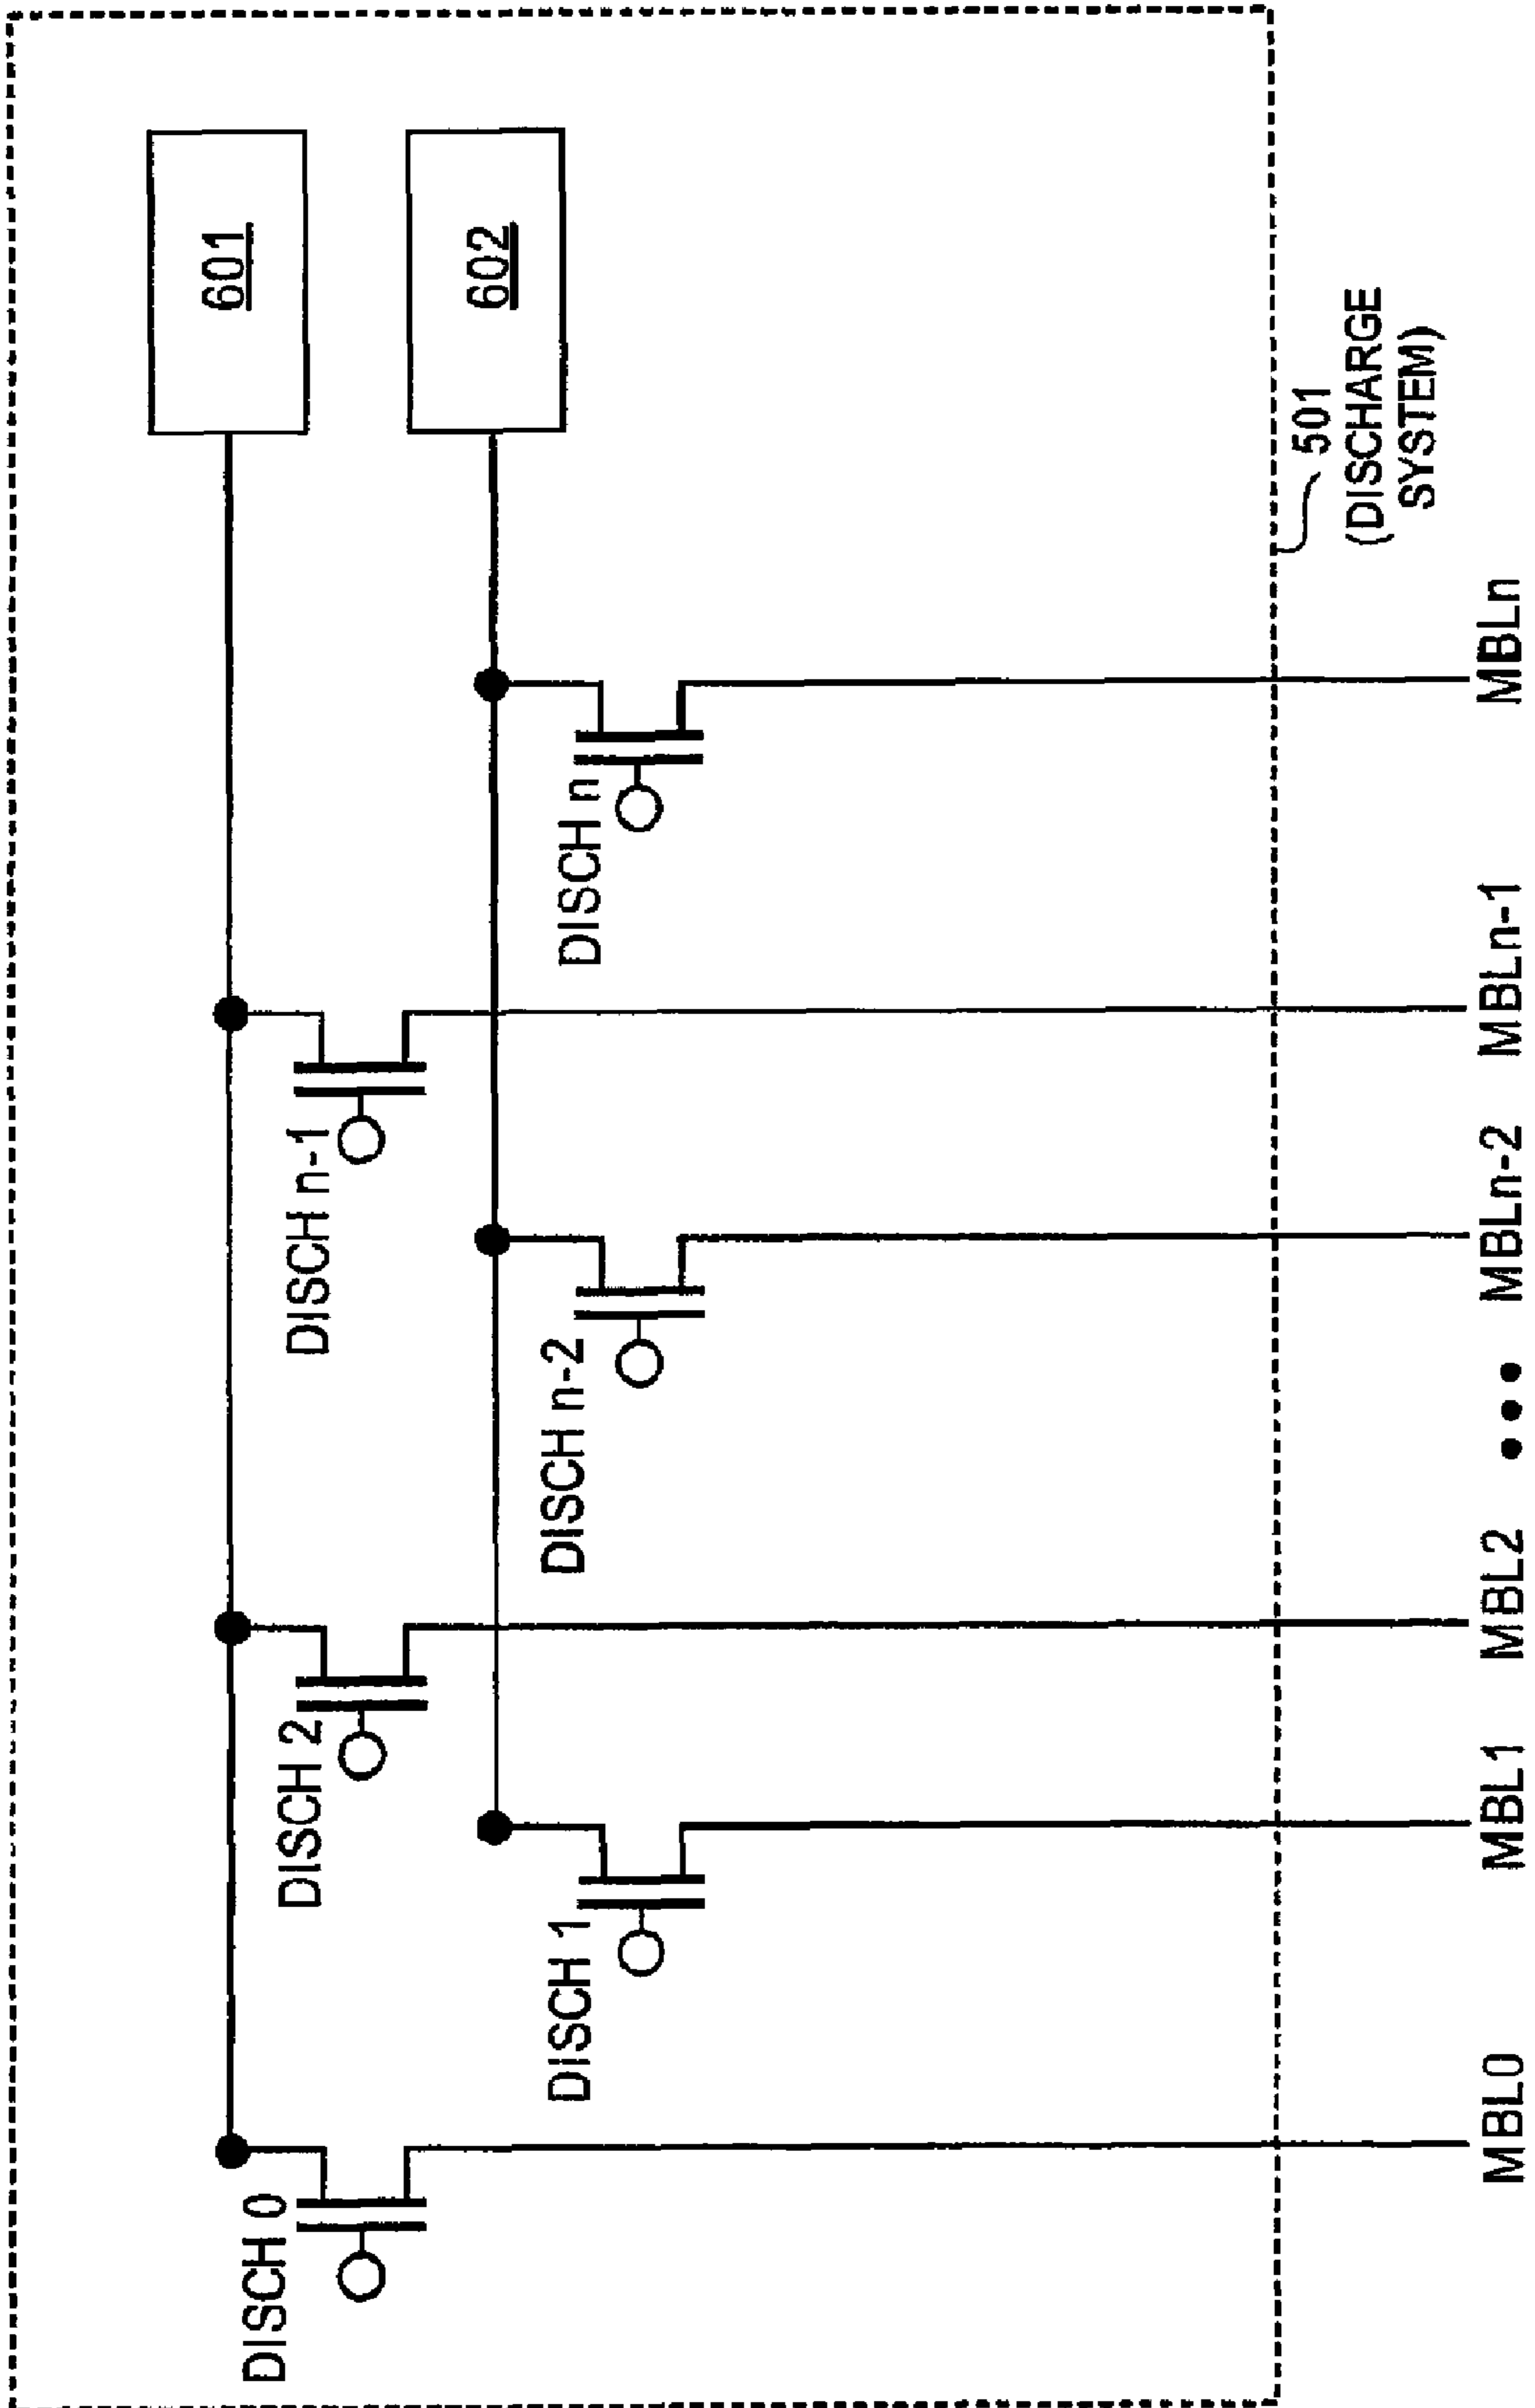 601
602
DISCH 0
DISCH 2
DISCH n-1
DISCH 1
DISCH n-2
DISCH n
501
(DISCHARGE
SYSTEM)
MBL0 MBL1 MBL2 ••• MBLn-2 MBLn-1 MBLn